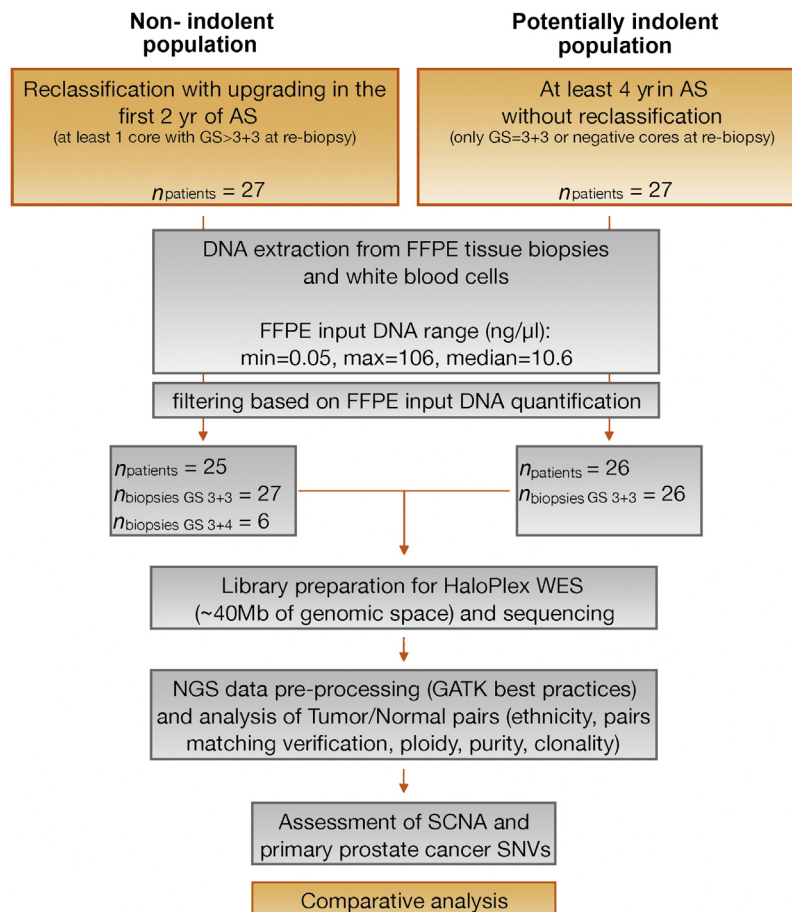 Non- indolent
population
Potentially indolent
population
Reclassification with upgrading in the
first 2 yr of AS
(at least 1 core with GS>3+3 at re-biopsy)
npatients = 27
At least 4 yr in AS
without reclassification
(only GS=3+3 or negative cores at re-biopsy)
npatients = 27
DNA extraction from FFPE tissue biopsies
and white blood cells
FFPE input DNA range (ng/µl):
min=0.05, max=106, median=10.6
filtering based on FFPE input DNA quantification
npatients = 25
nbiopsies GS 3+3 = 27
nbiopsies GS 3+4 = 6
npatients = 26
nbiopsies GS 3+3 = 26
Library preparation for HaloPlex WES
(~40Mb of genomic space) and sequencing
NGS data pre-processing (GATK best practices)
and analysis of Tumor/Normal pairs (ethnicity, pairs
matching verification, ploidy, purity, clonality)
Assessment of SCNA and
primary prostate cancer SNVs
Comparative analysis